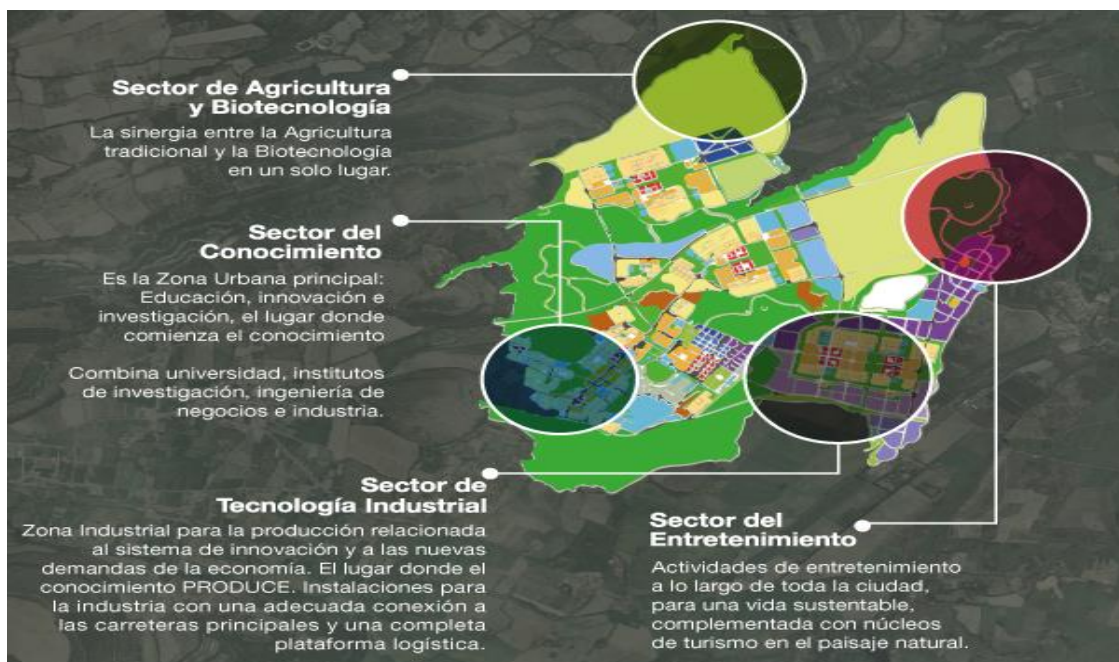 Sector de Agricultura
y Biotecnología
La sinergia entre la Agricultura
tradicional y la Biotecnología
en un solo lugar.
Sector del
Conocimiento
Es la Zona Urbana principal:
Educación, innovación e
investigación, el lugar donde
comienza el conocimiento
Combina universidad, institutos
de investigación, ingeniería de
negocios e industria.
Sector de
Tecnología Industrial
Zona Industrial para la producción relacionada
al sistema de innovación y a las nuevas
demandas de la economía. El lugar donde el
conocimiento PRODUCE. Instalaciones para
la industria con una adecuada conexión a
las carreteras principales y una completa
plataforma logística.
Sector del
Entretenimiento
Actividades de entretenimiento
a lo largo de toda la ciudad,
para una vida sustentable,
complementada con núcleos
de turismo en el paisaje natural.